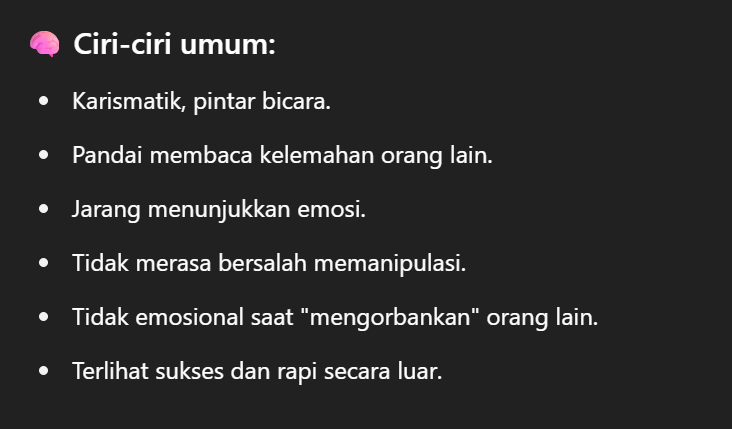 🧠 Ciri-ciri umum:
• Karismatik, pintar bicara.
• Pandai membaca kelemahan orang lain.
• Jarang menunjukkan emosi.
• Tidak merasa bersalah memanipulasi.
• Tidak emosional saat "mengorbankan" orang lain.
• Terlihat sukses dan rapi secara luar.